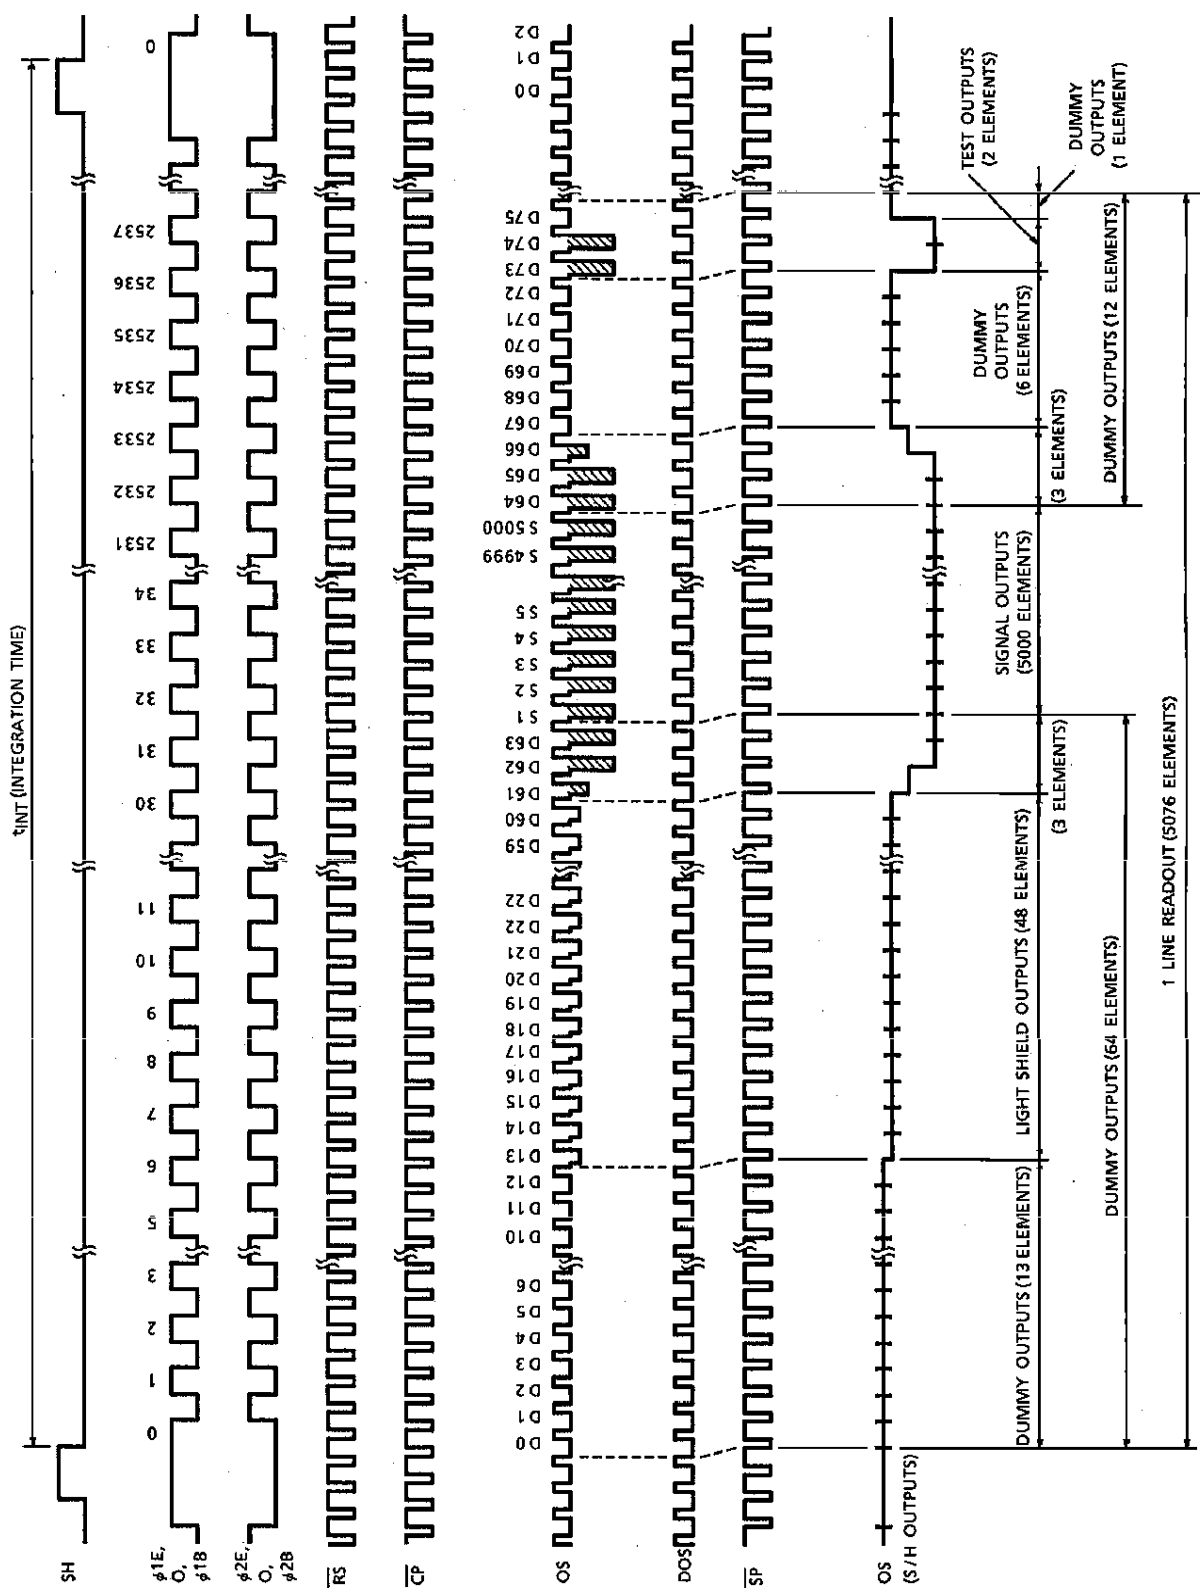 tINT (INTEGRATION TIME)
SH
φ1E, O, φ1B
0 1 2 3 5 6 7 8 9 10 11 30 31 32 33 34 2531 2532 2533 2534 2535 2536 2537 0
φ2E, O, φ2B
RS
CP
OS
D0 D1 D2 D3 D4 D5 D6 D10 D11 D12 D13 D14 D15 D16 D17 D18 D19 D20 D21 D22 D22 D59 D60 D61 D62 D63 S1 S2 S3 S4 S5 S4999 S5000 D64 D65 D66 D67 D68 D69 D70 D71 D72 D73 D74 D75 D0 D1 D2
DOS
SP
OS
(S/H OUTPUTS)
DUMMY OUTPUTS (13 ELEMENTS)
LIGHT SHIELD OUTPUTS (48 ELEMENTS)
(3 ELEMENTS)
SIGNAL OUTPUTS
(5000 ELEMENTS)
(3 ELEMENTS)
DUMMY
OUTPUTS
(6 ELEMENTS)
TEST OUTPUTS
(2 ELEMENTS)
DUMMY
OUTPUTS
(1 ELEMENT)
DUMMY OUTPUTS (64 ELEMENTS)
DUMMY OUTPUTS (12 ELEMENTS)
1 LINE READOUT (5076 ELEMENTS)